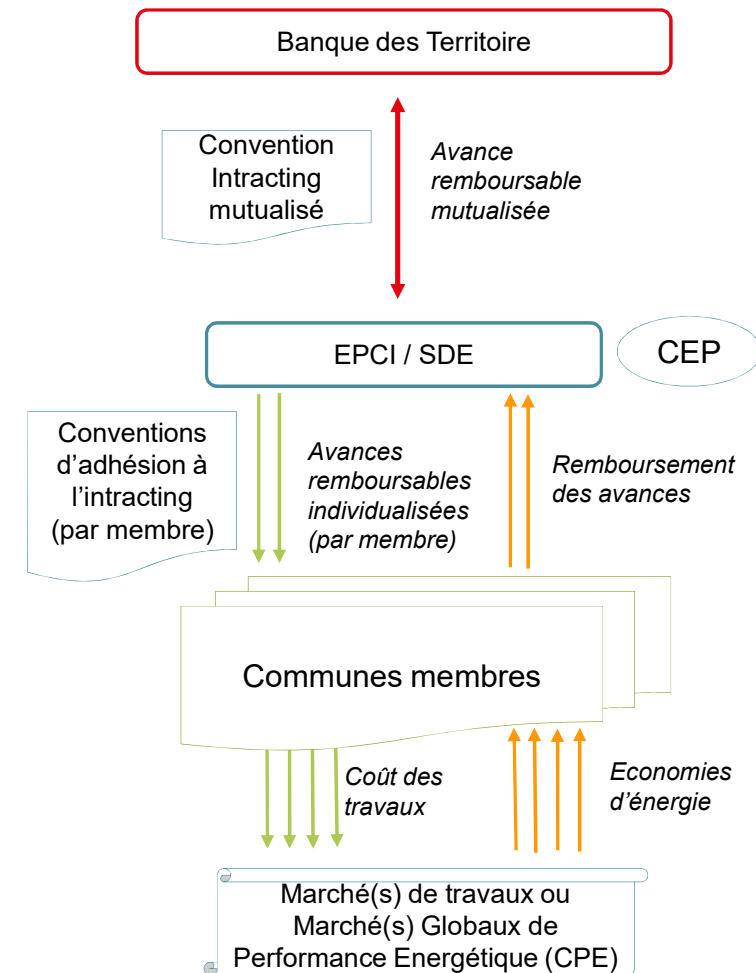 Banque des Territoire
Convention
Intracting
mutualisé
Avance
remboursable
mutualisée
EPCI / SDE
CEP
Conventions
d’adhésion à
l’intracting
(par membre)
Avances
remboursables
individualisées
(par membre)
Remboursement
des avances
Communes membres
Coût des
travaux
Economies
d’énergie
Marché(s) de travaux ou
Marché(s) Globaux de
Performance Energétique (CPE)